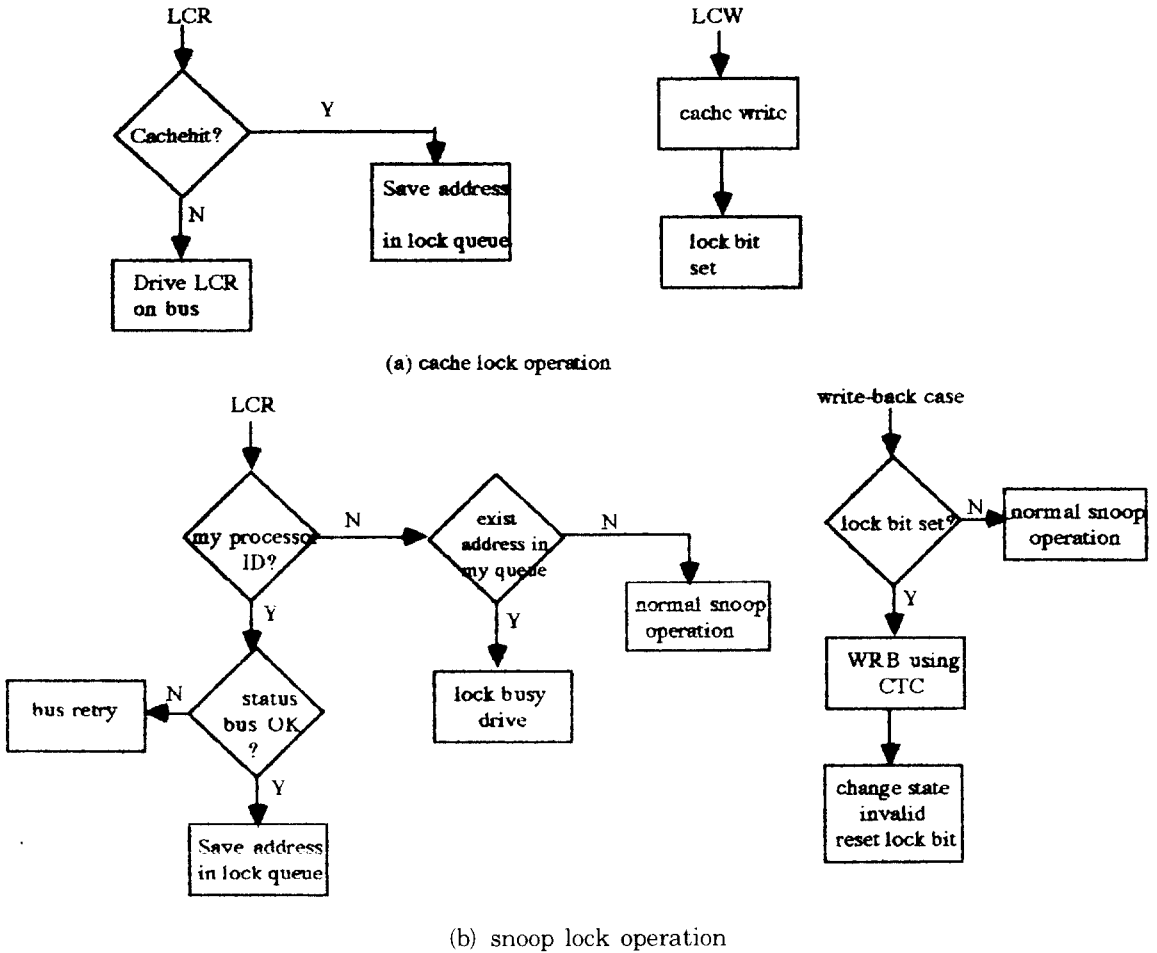 LCR
Cachehit?
Y
N
Save address
in lock queue
Drive LCR
on bus
LCW
cache write
lock bit
set
(a) cache lock operation
LCR
my processor
ID?
N
Y
exist
address in
my queue
N
Y
normal snoop
operation
lock busy
drive
status
bus OK
?
N
Y
bus retry
Save address
in lock queue
write-back case
lock bit set?
N
Y
normal snoop
operation
WRB using
CTC
change state
invalid
reset lock bit
(b) snoop lock operation